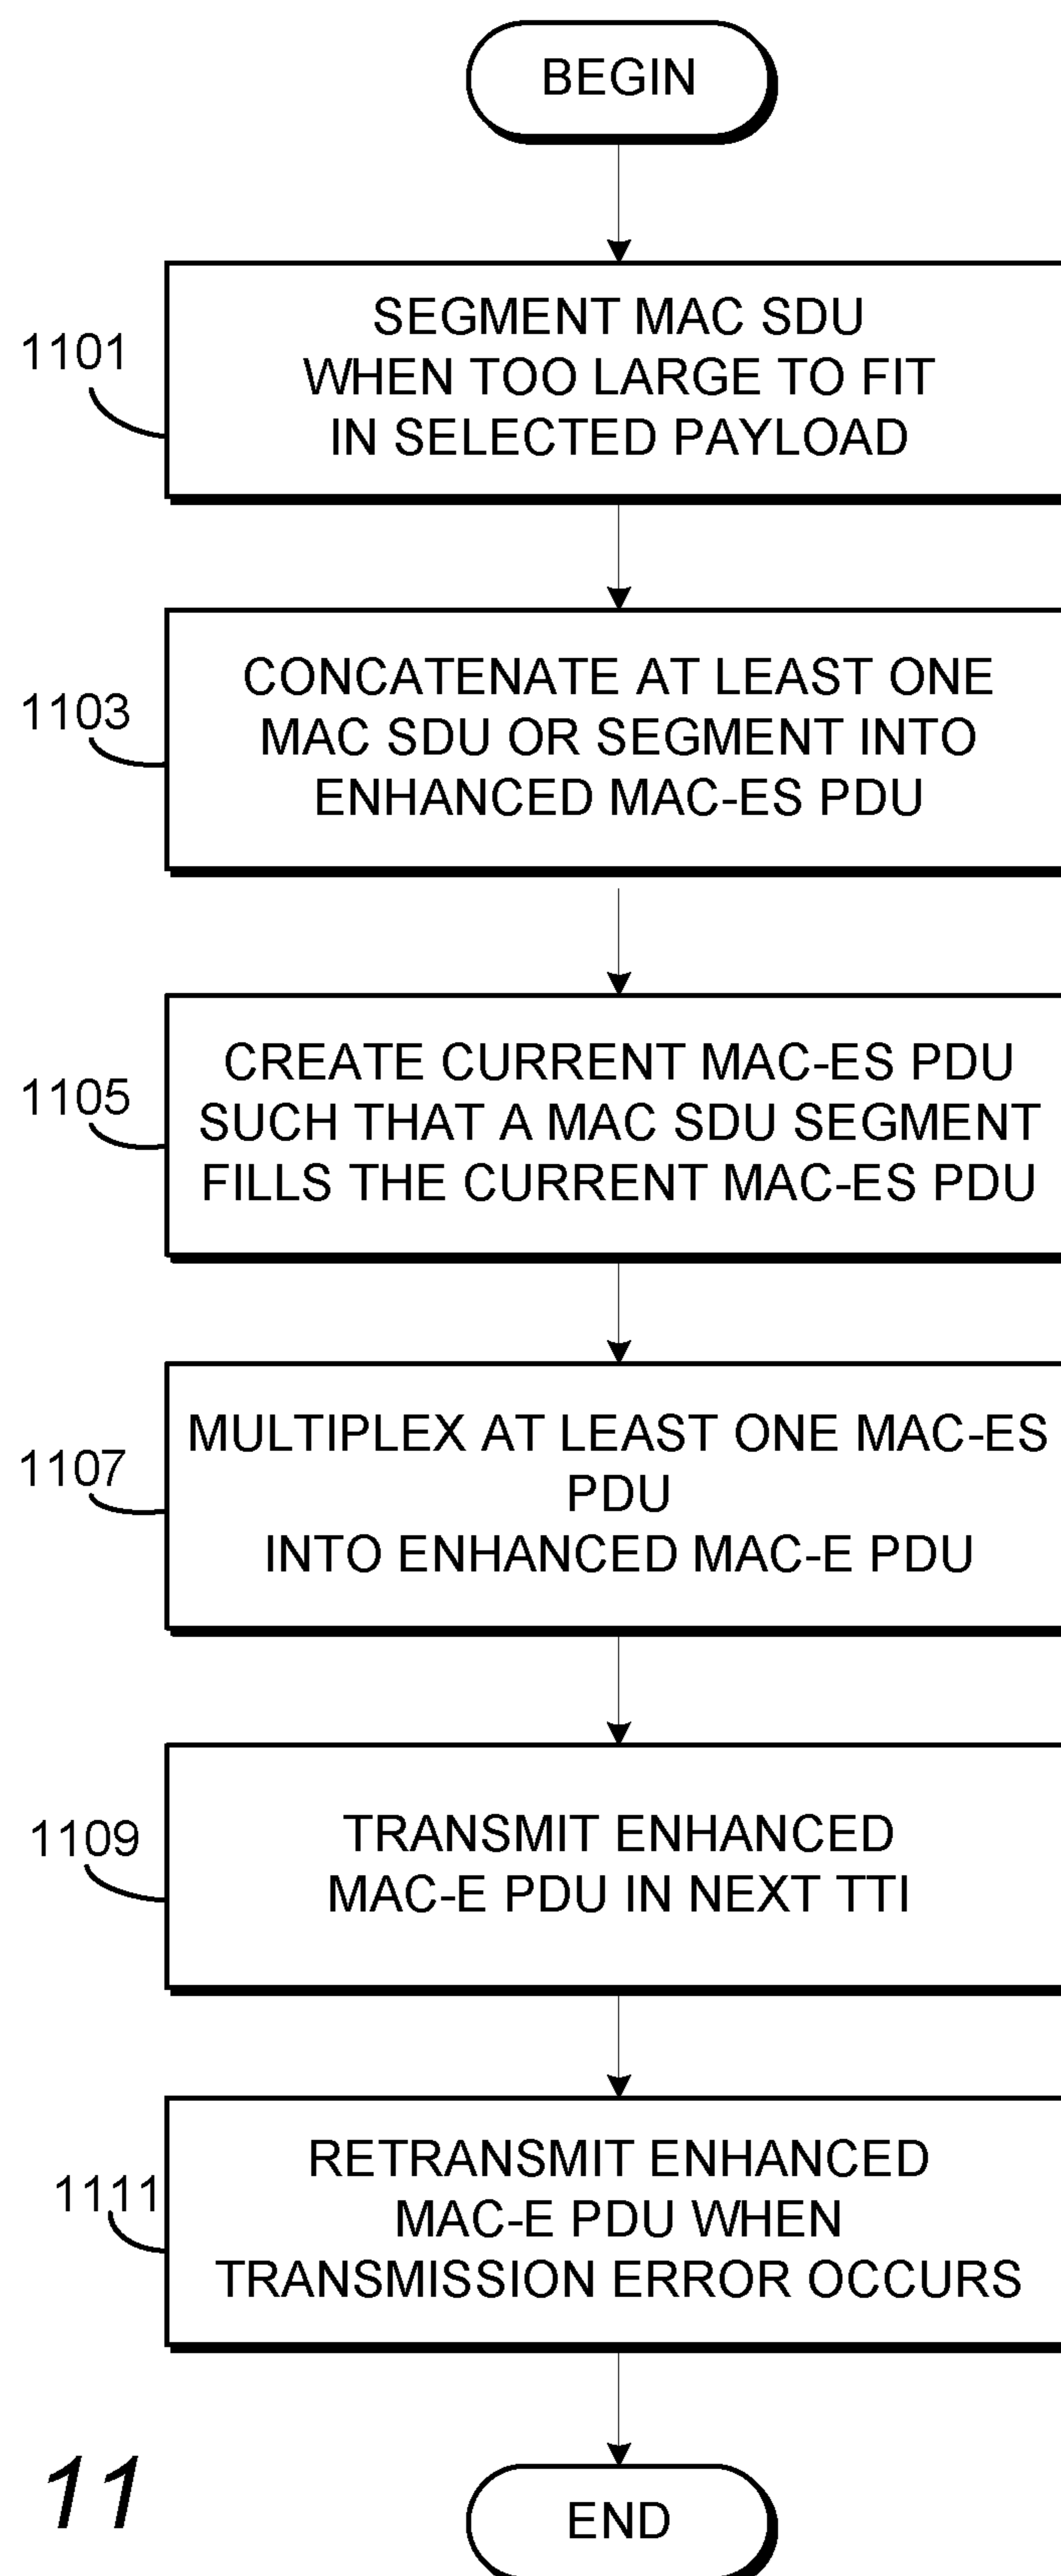 BEGIN
1101
SEGMENT MAC SDU
WHEN TOO LARGE TO FIT
IN SELECTED PAYLOAD
1103
CONCATENATE AT LEAST ONE
MAC SDU OR SEGMENT INTO
ENHANCED MAC-ES PDU
1105
CREATE CURRENT MAC-ES PDU
SUCH THAT A MAC SDU SEGMENT
FILLS THE CURRENT MAC-ES PDU
1107
MULTIPLEX AT LEAST ONE MAC-ES
PDU
INTO ENHANCED MAC-E PDU
1109
TRANSMIT ENHANCED
MAC-E PDU IN NEXT TTI
1111
RETRANSMIT ENHANCED
MAC-E PDU WHEN
TRANSMISSION ERROR OCCURS
11
END